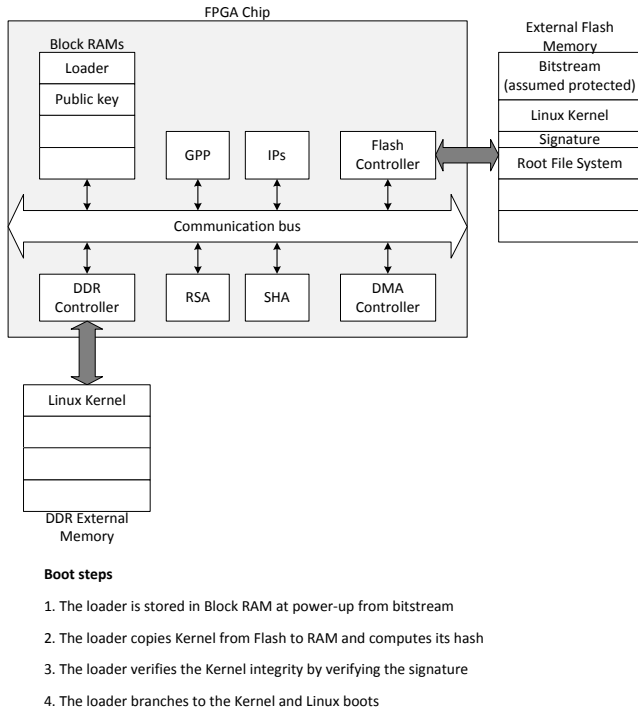 FPGA Chip
Block RAMs
Loader
Public key
GPP
IPs
Flash
Controller
External Flash
Memory
Bitstream
(assumed protected)
Linux Kernel
Signature
Root File System
Communication bus
DDR
Controller
RSA
SHA
DMA
Controller
Linux Kernel
DDR External
Memory
Boot steps
1. The loader is stored in Block RAM at power-up from bitstream
2. The loader copies Kernel from Flash to RAM and computes its hash
3. The loader verifies the Kernel integrity by verifying the signature
4. The loader branches to the Kernel and Linux boots